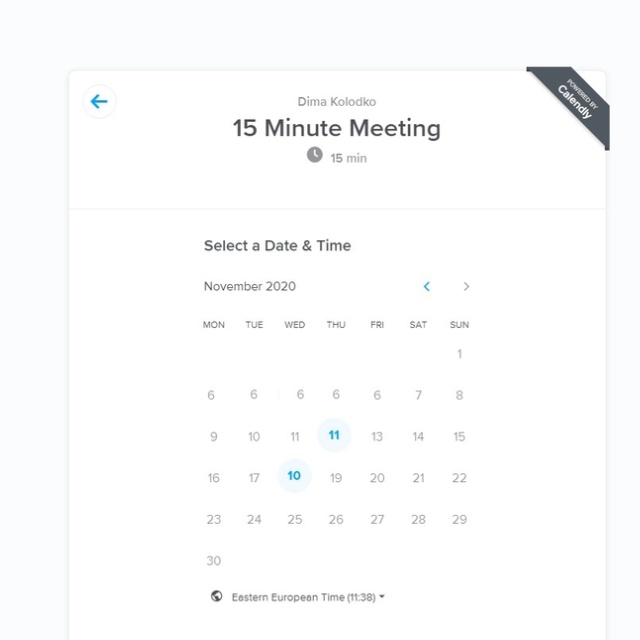 POWERED BY
Calendly
Dima Kolodko
15 Minute Meeting
15 min
Select a Date & Time
November 2020
MON TUE WED THU FRI SAT SUN
1
6 6 6 6 6 7 8
9 10 11 11 13 14 15
16 17 10 19 20 21 22
23 24 25 26 27 28 29
30
Eastern European Time (11:38)